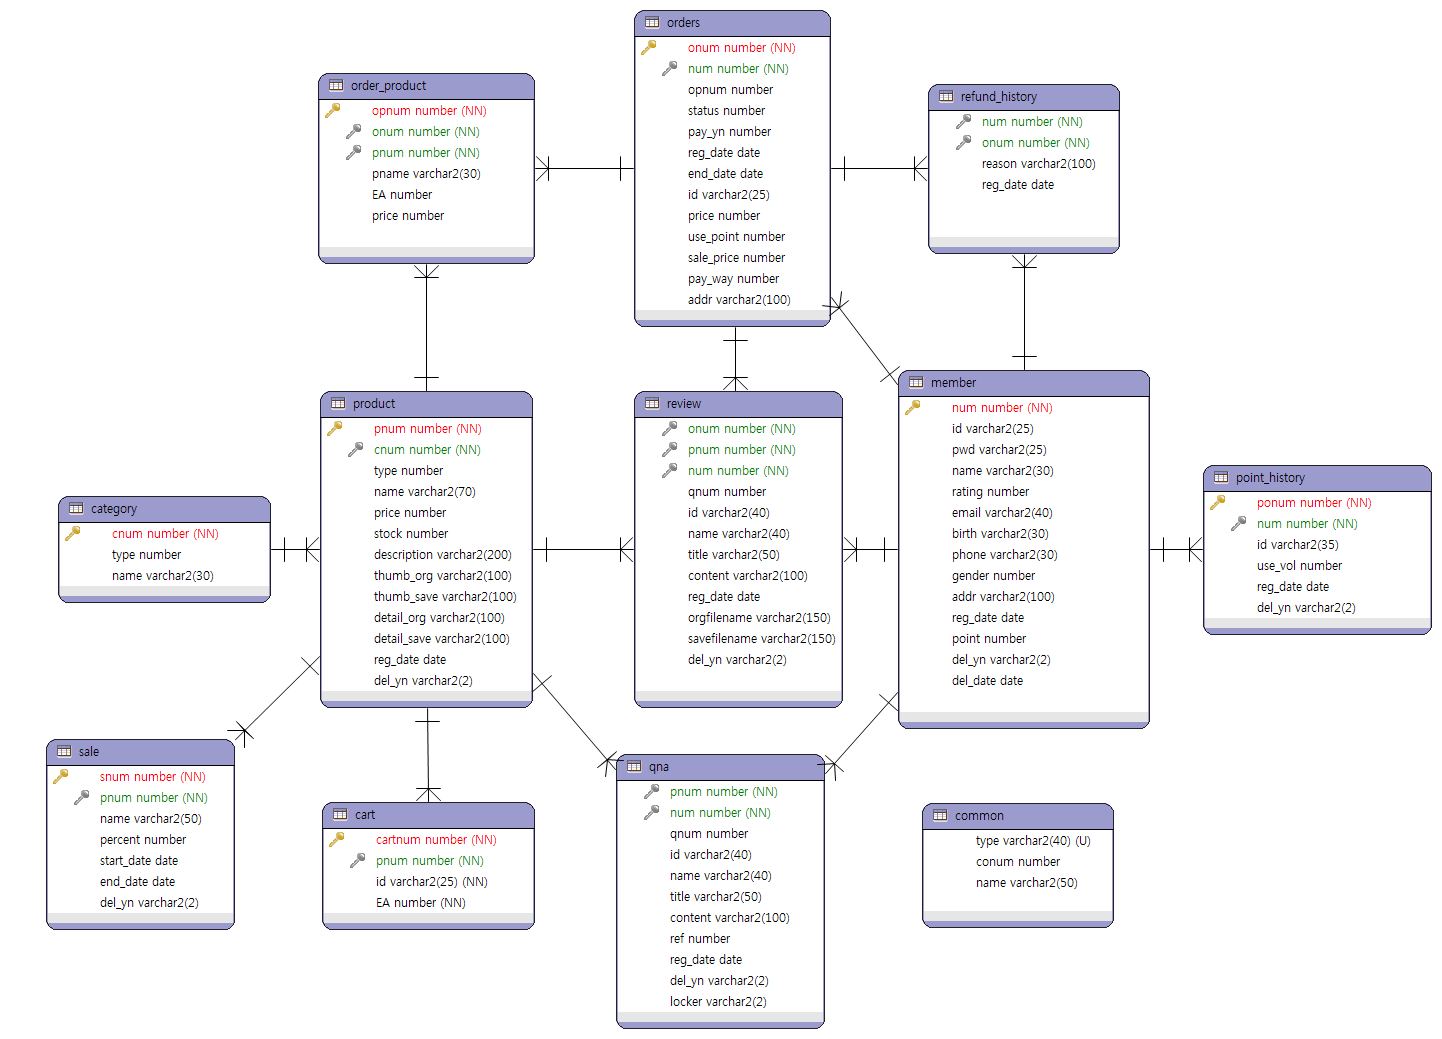 orders
onum number (NN)
num number (NN)
opnum number
status number
pay_yn number
reg_date date
end_date date
id varchar2(25)
price number
use_point number
sale_price number
pay_way number
addr varchar2(100)
order_product
opnum number (NN)
onum number (NN)
pnum number (NN)
pname varchar2(30)
EA number
price number
refund_history
num number (NN)
onum number (NN)
reason varchar2(100)
reg_date date
product
pnum number (NN)
cnum number (NN)
type number
name varchar2(70)
price number
stock number
description varchar2(200)
thumb_org varchar2(100)
thumb_save varchar2(100)
detail_org varchar2(100)
detail_save varchar2(100)
reg_date date
del_yn varchar2(2)
review
onum number (NN)
pnum number (NN)
num number (NN)
qnum number
id varchar2(40)
name varchar2(40)
title varchar2(50)
content varchar2(100)
reg_date date
orgfilename varchar2(150)
savefilename varchar2(150)
del_yn varchar2(2)
member
num number (NN)
id varchar2(25)
pwd varchar2(25)
name varchar2(30)
rating number
email varchar2(40)
birth varchar2(30)
phone varchar2(30)
gender number
addr varchar2(100)
reg_date date
point number
del_yn varchar2(2)
del_date date
point_history
ponum number (NN)
num number (NN)
id varchar2(35)
use_vol number
reg_date date
del_yn varchar2(2)
category
cnum number (NN)
type number
name varchar2(30)
sale
snum number (NN)
pnum number (NN)
name varchar2(50)
percent number
start_date date
end_date date
del_yn varchar2(2)
cart
cartnum number (NN)
pnum number (NN)
id varchar2(25) (NN)
EA number (NN)
qna
pnum number (NN)
num number (NN)
qnum number
id varchar2(40)
name varchar2(40)
title varchar2(50)
content varchar2(100)
ref number
reg_date date
del_yn varchar2(2)
locker varchar2(2)
common
type varchar2(40) (U)
conum number
name varchar2(50)